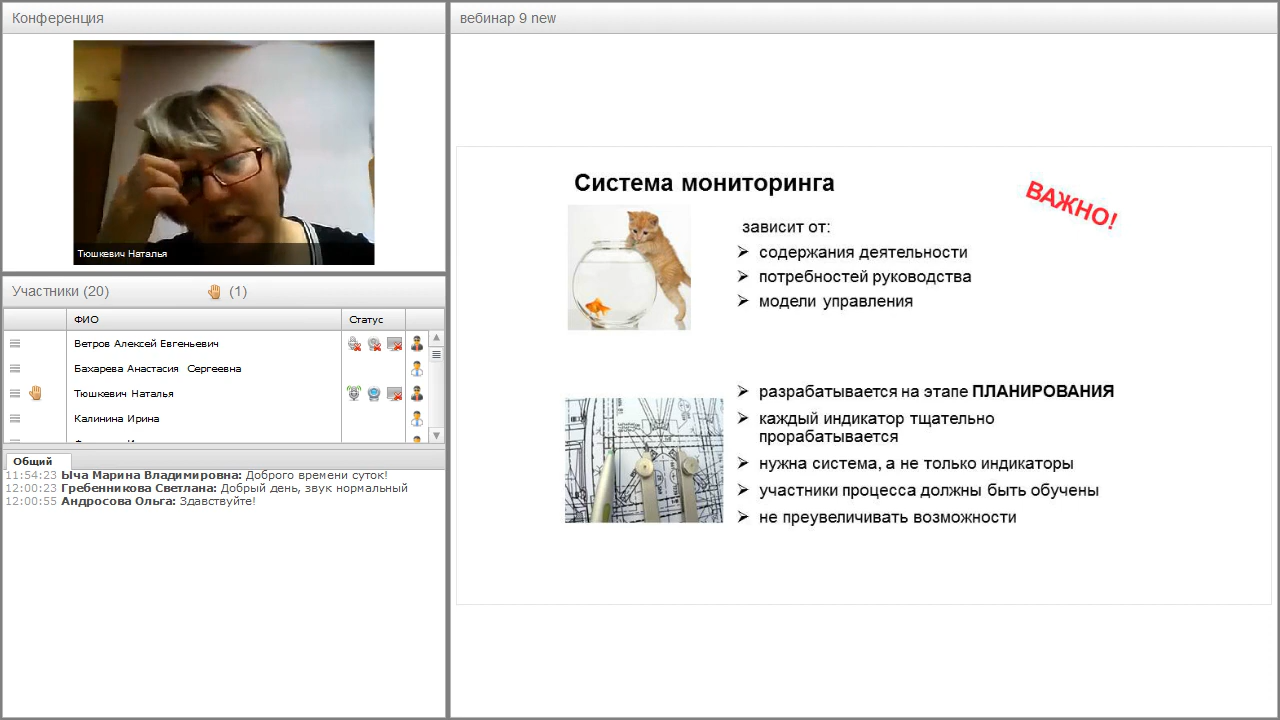 Конференция
Тюшкевич Наталья
Участники (20) (1)
ФИО Статус
Ветров Алексей Евгеньевич
Бахарева Анастасия Сергеевна
Тюшкевич Наталья
Калинина Ирина
Общий
11:54:23 Ыча Марина Владимировна: Доброго времени суток!
12:00:23 Гребенникова Светлана: Добрый день, звук нормальный
12:00:55 Андросова Ольга: Здавствуйте!
вебинар 9 new
Система мониторинга
ВАЖНО!
зависит от:
содержания деятельности
потребностей руководства
модели управления
разрабатывается на этапе ПЛАНИРОВАНИЯ
каждый индикатор тщательно
прорабатывается
нужна система, а не только индикаторы
участники процесса должны быть обучены
не преувеличивать возможности